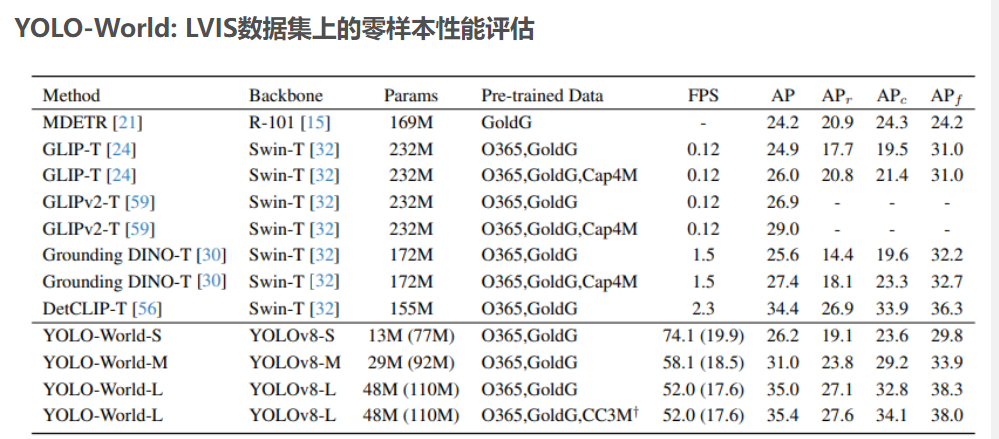 YOLO-World: LVIS数据集上的零样本性能评估
Method Backbone Params Pre-trained Data FPS AP APr APc APf
MDETR [21] R-101 [15] 169M GoldG - 24.2 20.9 24.3 24.2
GLIP-T [24] Swin-T [32] 232M O365,GoldG 0.12 24.9 17.7 19.5 31.0
GLIP-T [24] Swin-T [32] 232M O365,GoldG,Cap4M 0.12 26.0 20.8 21.4 31.0
GLIPv2-T [59] Swin-T [32] 232M O365,GoldG 0.12 26.9 - - -
GLIPv2-T [59] Swin-T [32] 232M O365,GoldG,Cap4M 0.12 29.0 - - -
Grounding DINO-T [30] Swin-T [32] 172M O365,GoldG 1.5 25.6 14.4 19.6 32.2
Grounding DINO-T [30] Swin-T [32] 172M O365,GoldG,Cap4M 1.5 27.4 18.1 23.3 32.7
DetCLIP-T [56] Swin-T [32] 155M O365,GoldG 2.3 34.4 26.9 33.9 36.3
YOLO-World-S YOLOv8-S 13M (77M) O365,GoldG 74.1 (19.9) 26.2 19.1 23.6 29.8
YOLO-World-M YOLOv8-M 29M (92M) O365,GoldG 58.1 (18.5) 31.0 23.8 29.2 33.9
YOLO-World-L YOLOv8-L 48M (110M) O365,GoldG 52.0 (17.6) 35.0 27.1 32.8 38.3
YOLO-World-L YOLOv8-L 48M (110M) O365,GoldG,CC3M† 52.0 (17.6) 35.4 27.6 34.1 38.0